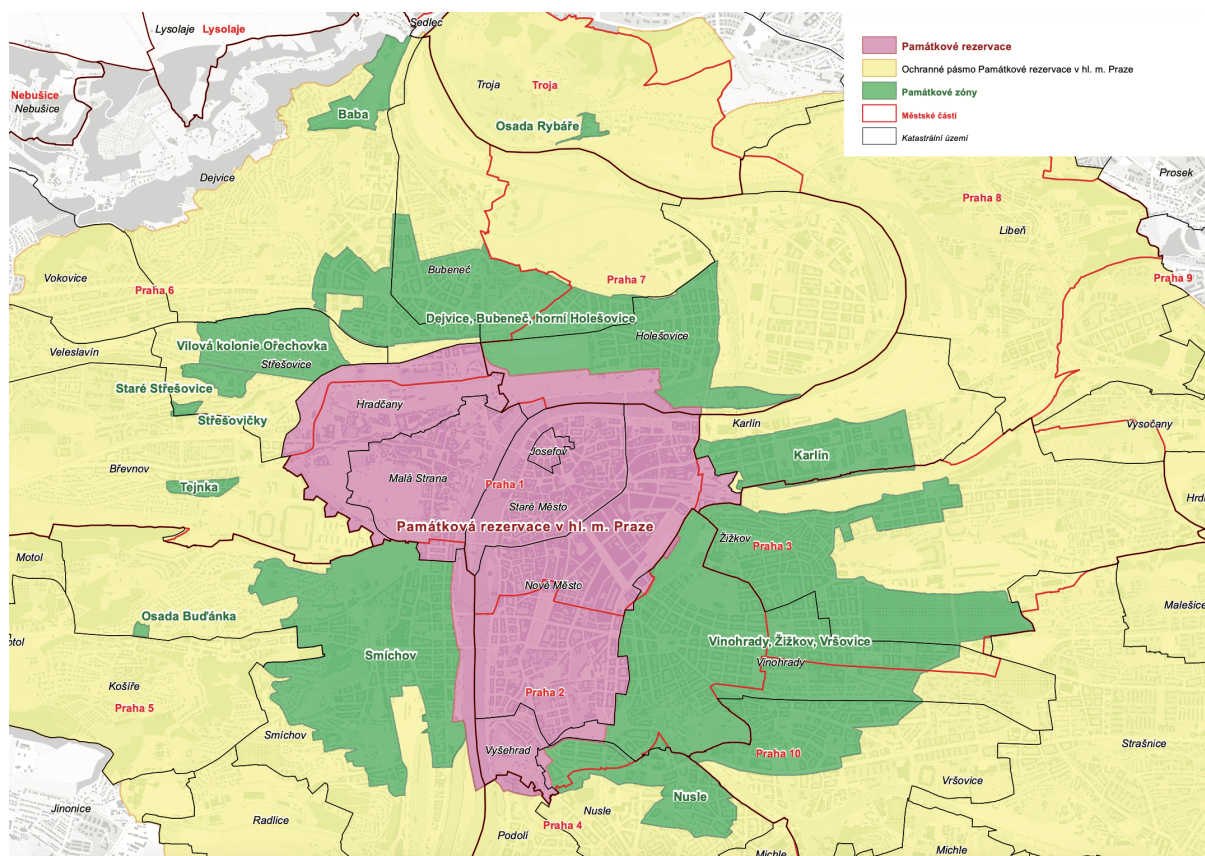 Sedlec
Lysolaje Lysolaje
Památkové rezervace
Ochranné pásmo Památkové rezervace v hl. m. Praze
Památkové zóny
Městské části
Katastrální území
Troja Troja
Nebušice
Nebušice
Baba
Osada Rybáře
Prosek
Dejvice
Praha 8
Libeň
Vokovice
Bubeneč
Praha 7
Praha 9
Praha 6
Dejvice, Bubeneč, horní Holešovice
Holešovice
Vilová kolonie Ořechovka
Veleslavín
Střešovice
Staré Střešovice
Hradčany
Střešovičky
Karlín
Vysočany
Josefov
Karlín
Břevnov
Malá Strana
Tejnka
Praha 1
Staré Město
Hrdl
Památková rezervace v hl. m. Praze
Žižkov
Praha 3
Motol
Nové Město
Malešice
Osada Buďánka
otol
Smíchov
Vinohrady, Žižkov, Vršovice
Vinohrady
Košíře
Praha 2
Praha 5
Smíchov
Vyšehrad
Praha 10
Strašnice
Vršovice
Jinonice
Nusle
Radlice
Nusle
Praha 4
Podolí
Michle
Michle